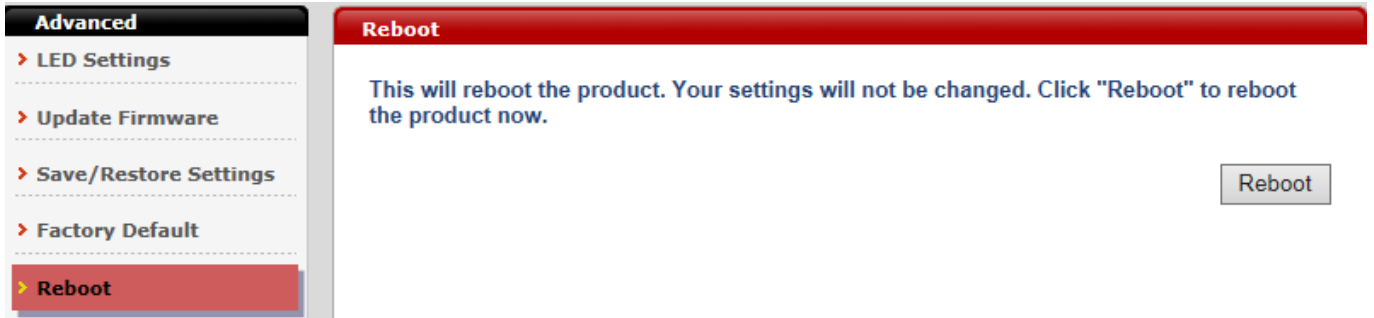 Advanced
LED Settings
Update Firmware
Save/Restore Settings
Factory Default
Reboot
Reboot
This will reboot the product. Your settings will not be changed. Click "Reboot" to reboot
the product now.
Reboot